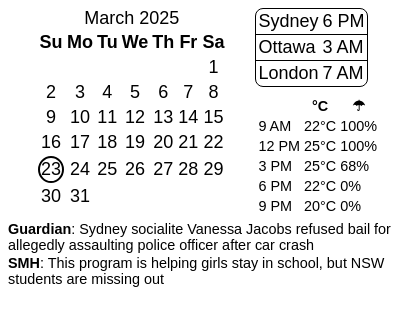 March 2025
Su Mo Tu We Th Fr Sa
1
2 3 4 5 6 7 8
9 10 11 12 13 14 15
16 17 18 19 20 21 22
23 24 25 26 27 28 29
30 31
Sydney 6 PM
Ottawa 3 AM
London 7 AM
°C ☂
9 AM 22°C 100%
12 PM 25°C 100%
3 PM 25°C 68%
6 PM 22°C 0%
9 PM 20°C 0%
Guardian: Sydney socialite Vanessa Jacobs refused bail for
allegedly assaulting police officer after car crash
SMH: This program is helping girls stay in school, but NSW
students are missing out